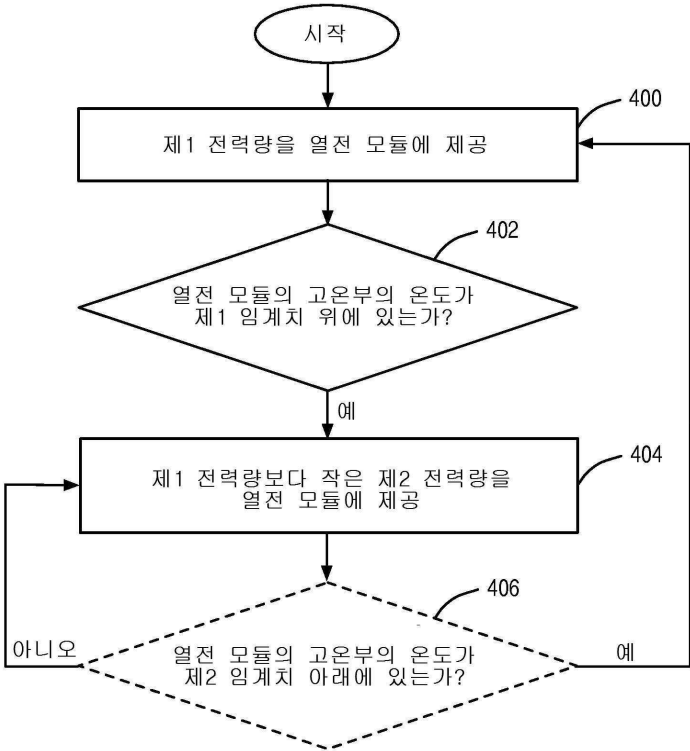 시작
400
제1 전력량을 열전 모듈에 제공
402
열전 모듈의 고온부의 온도가
제1 임계치 위에 있는가?
예
404
제1 전력량보다 작은 제2 전력량을
열전 모듈에 제공
406
아니오
열전 모듈의 고온부의 온도가
제2 임계치 아래에 있는가?
예